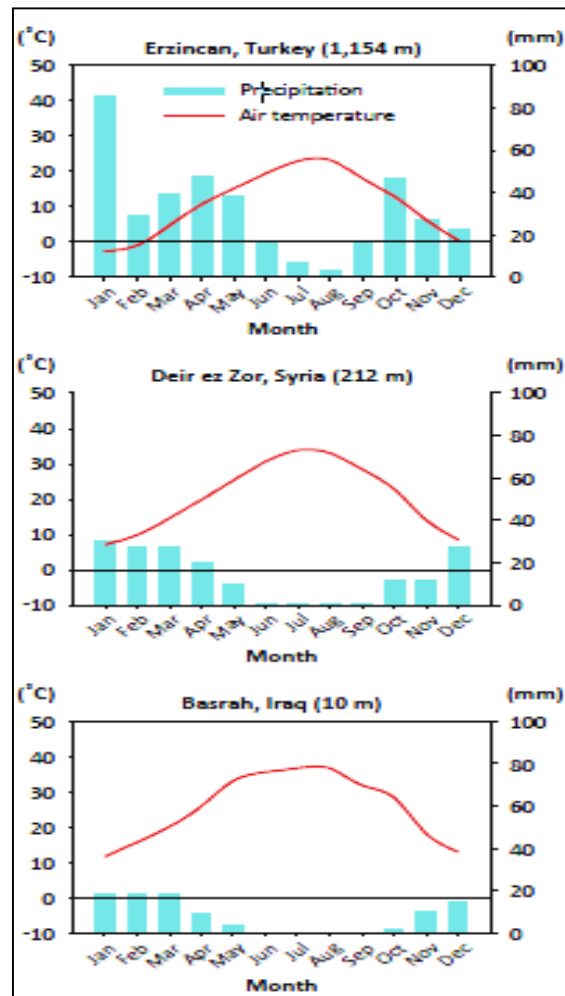 (˚C) (mm)
Erzincan, Turkey (1,154 m)
50 100
Precipitation
40 80
Air temperature
30
20 60
10 40
0 20
-10 0
Jan Feb Mar Apr May Jun Jul Aug Sep Oct Nov Dec
Month
(˚C) (mm)
Deir ez Zor, Syria (212 m)
50 100
40 80
30
20 60
10 40
0 20
-10 0
Jan Feb Mar Apr May Jun Jul Aug Sep Oct Nov Dec
Month
(˚C) (mm)
Basrah, Iraq (10 m)
50 100
40 80
30
20 60
10 40
0 20
-10 0
Jan Feb Mar Apr May Jun Jul Aug Sep Oct Nov Dec
Month